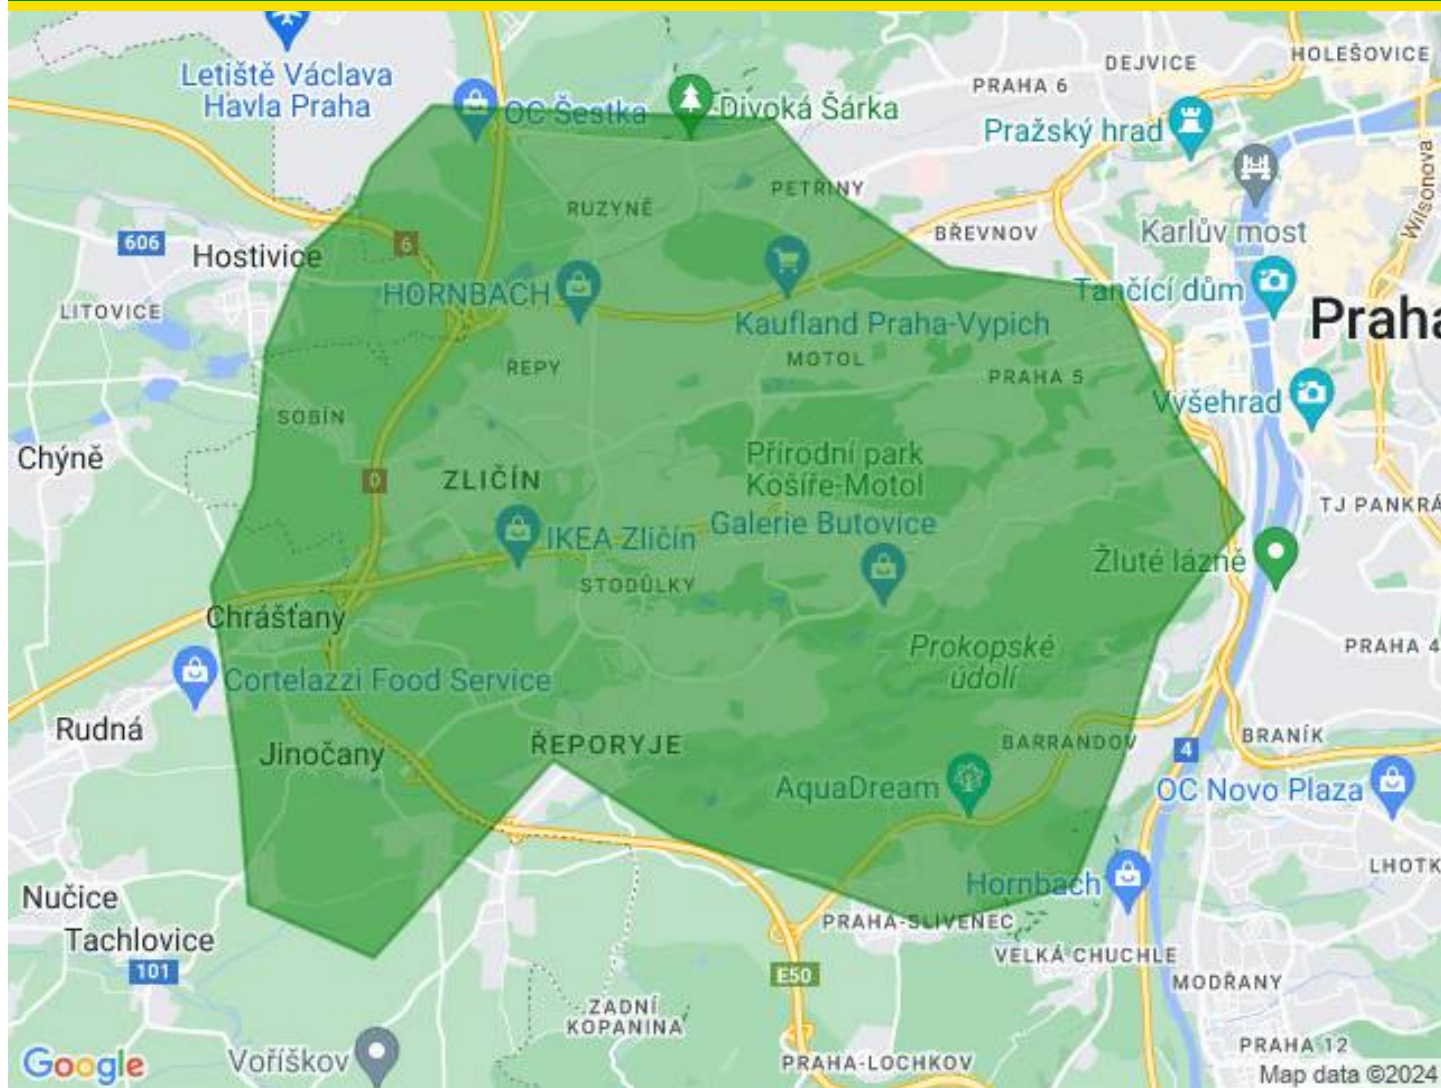 HOLEŠOVICE
DEJVICE
Letiště Václava
Havla Praha
PRAHA 6
OC Šestka
Divoká Šárka
Pražský hrad
Wilsonova
PETŘINY
RUZYNĚ
BŘEVNOV
Karlův most
606
6
Hostivice
HORNBACH
Tančící dům
LITOVICE
Kaufland Praha-Vypich
Praha
MOTOL
ŘEPY
PRAHA 5
Vyšehrad
SOBÍN
Chýně
Přírodní park
Košíře-Motol
ZLIČÍN
0
TJ PANKRÁ
Galerie Butovice
IKEA Zličín
Žluté lázně
STODŮLKY
Chrášťany
Prokopské
údolí
PRAHA 4
Cortelazzi Food Service
Rudná
Jinočany
ŘEPORYJE
BARRANDOV
4
BRANÍK
AquaDream
OC Novo Plaza
LHOTK
Hornbach
Nučice
PRAHA-SLIVENEC
Tachlovice
VELKÁ CHUCHLE
101
E50
MODŘANY
ZADNÍ
KOPANINA
PRAHA 12
Google
Voříškov
PRAHA-LOCHKOV
Map data ©2024